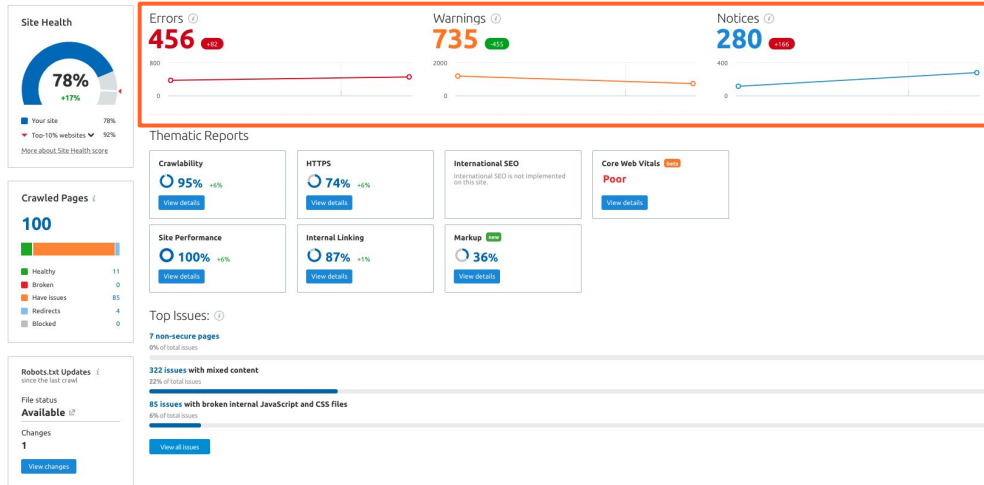 Site Health
78%
+17%
Your site 78%
Top-10% websites 92%
More about Site Health score
Crawled Pages i
100
Healthy 11
Broken 0
Have issues 85
Redirects 4
Blocked 0
Robots.txt Updates i
since the last crawl
File status
Available
Changes
1
View changes
Errors i
456 +82
800
0
Warnings i
735 -455
2000
0
Notices i
280 +166
400
0
Thematic Reports
Crawlability
95% +6%
View details
HTTPS
74% +6%
View details
International SEO
International SEO is not implemented
on this site.
Core Web Vitals beta
Poor
View details
Site Performance
100% +6%
View details
Internal Linking
87% +1%
View details
Markup new
36%
View details
Top Issues: i
7 non-secure pages
0% of total issues
322 issues with mixed content
22% of total issues
85 issues with broken internal JavaScript and CSS files
6% of total issues
View all issues